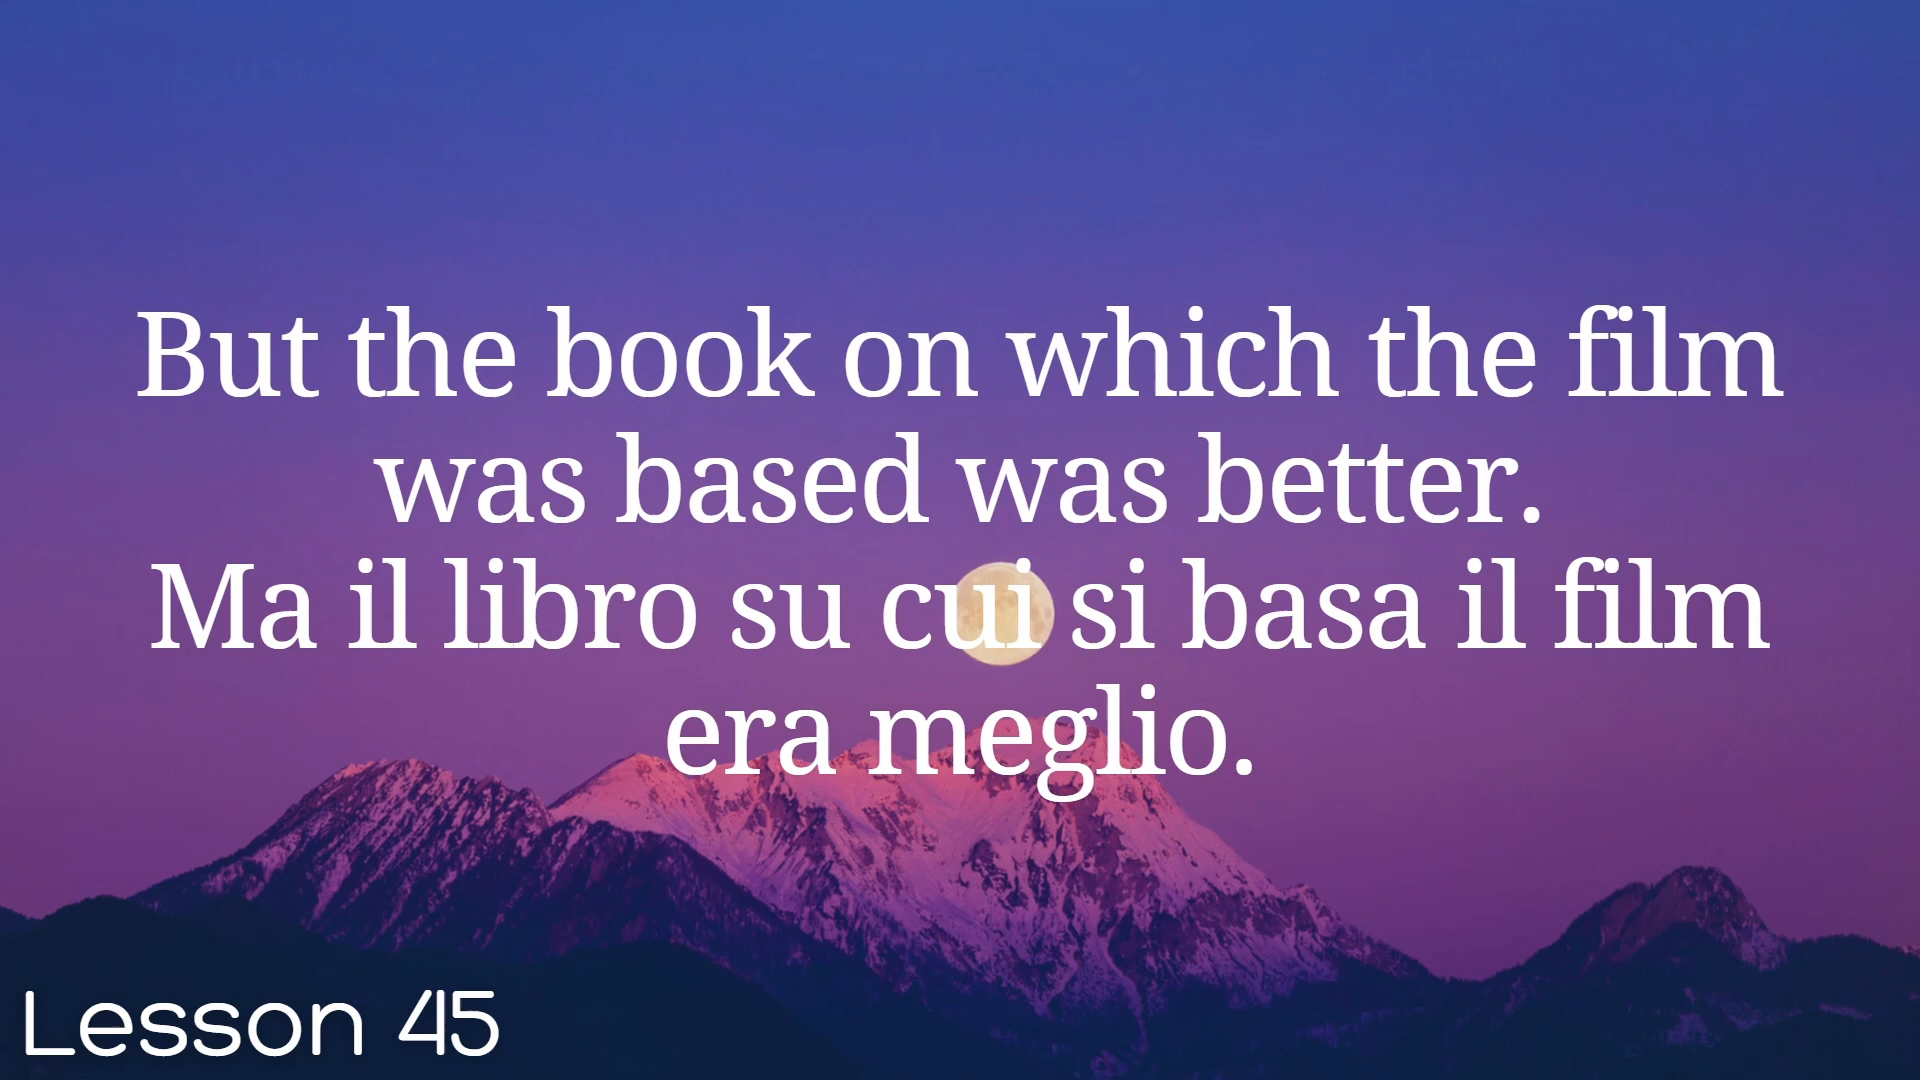 But the book on which the film
was based was better.
Ma il libro su cui si basa il film
era meglio.
Lesson 45